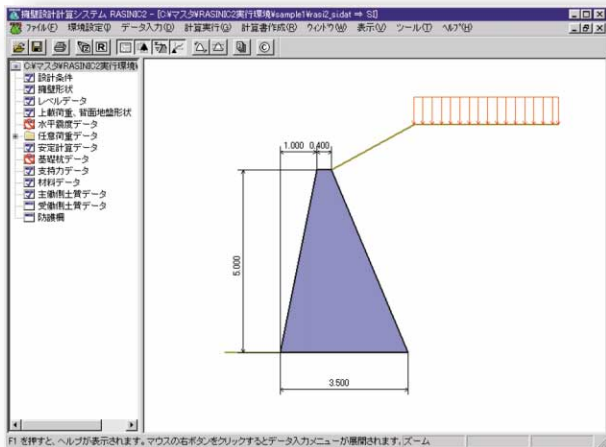 擁壁設計計算システム RASINIC2 - [C:¥マスタ¥RASINIC2実行環境¥sample1¥rasi2_si.dat ⇒ SI]
ファイル(F) 環境設定(I) データ入力(D) 計算実行(G) 計算書作成(R) ウィンドウ(W) 表示(V) ツール(T) ヘルプ(H)
C:¥マスタ¥RASINIC2実行環境¥
設計条件
擁壁形状
レベルデータ
上載荷重、背面地盤形状
水平震度データ
任意荷重データ
安定計算データ
基礎杭データ
支持力データ
材料データ
主働側土質データ
受働側土質データ
防護柵
1.000 0.400
5.000
3.500
F1 を押すと、ヘルプが表示されます。マウスの右ボタンをクリックするとデータ入力メニューが展開されます。ズーム